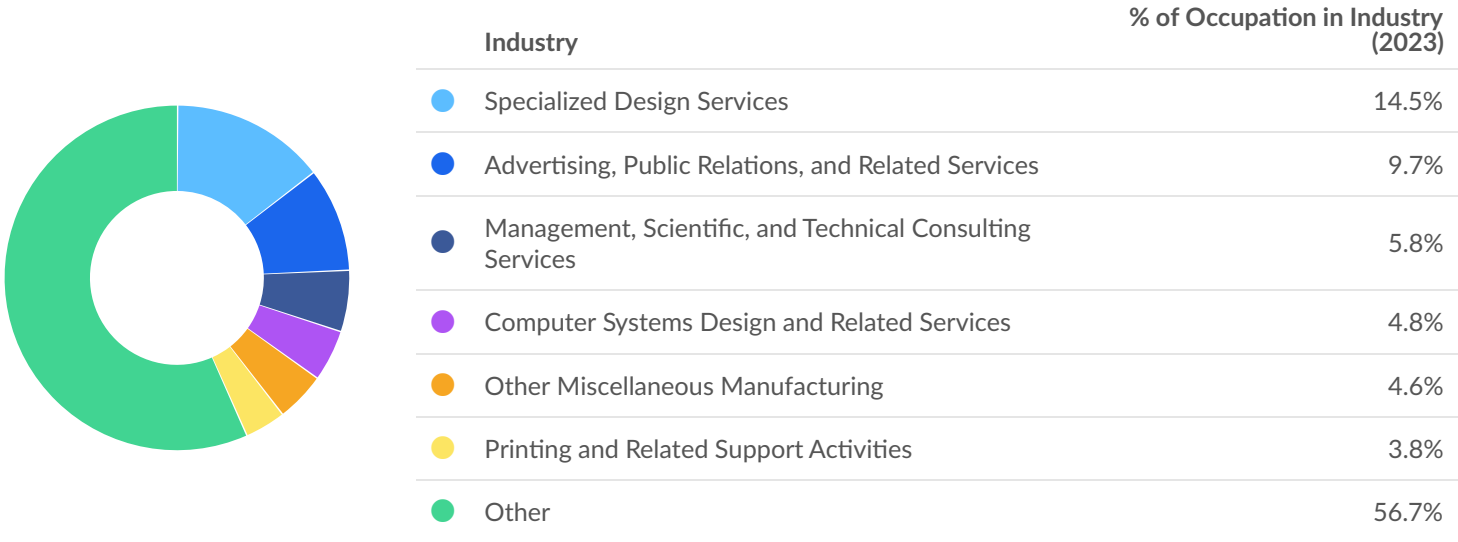 % of Occupation in Industry
Industry (2023)
Specialized Design Services 14.5%
Advertising, Public Relations, and Related Services 9.7%
Management, Scientific, and Technical Consulting
Services 5.8%
Computer Systems Design and Related Services 4.8%
Other Miscellaneous Manufacturing 4.6%
Printing and Related Support Activities 3.8%
Other 56.7%